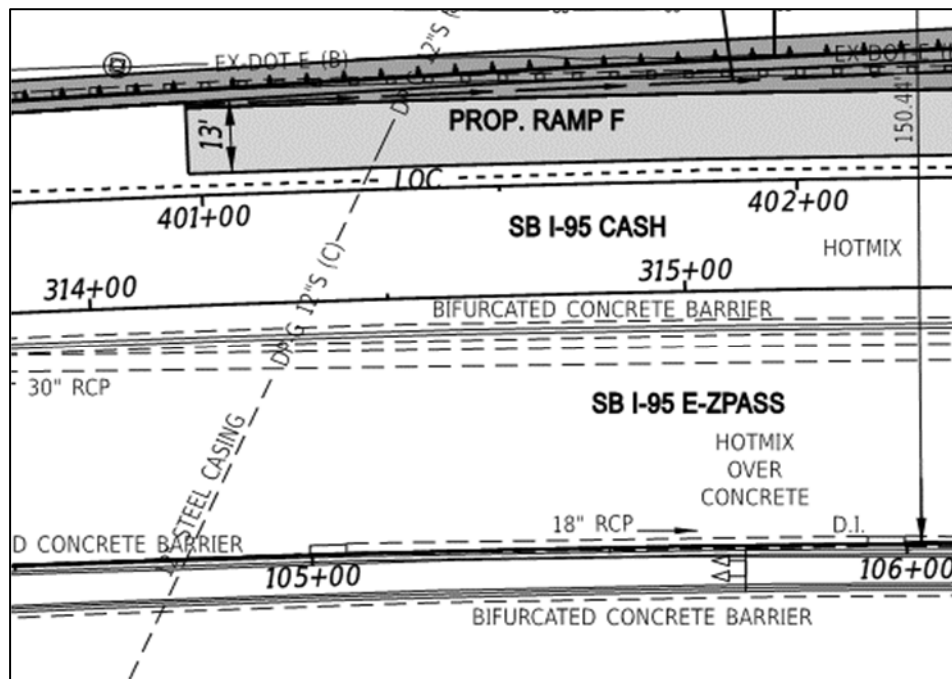 12"S (
EX-DOT-E (B)
EX-DOT-E (
150.44'
13'
PROP. RAMP F
LOC
401+00
402+00
SB I-95 CASH
HOTMIX
12"S (C)
314+00
315+00
BIFURCATED CONCRETE BARRIER
30" RCP
SB I-95 E-ZPASS
HOTMIX
OVER
CONCRETE
STEEL CASING
18" RCP
D.I.
D CONCRETE BARRIER
105+00
106+00
BIFURCATED CONCRETE BARRIER